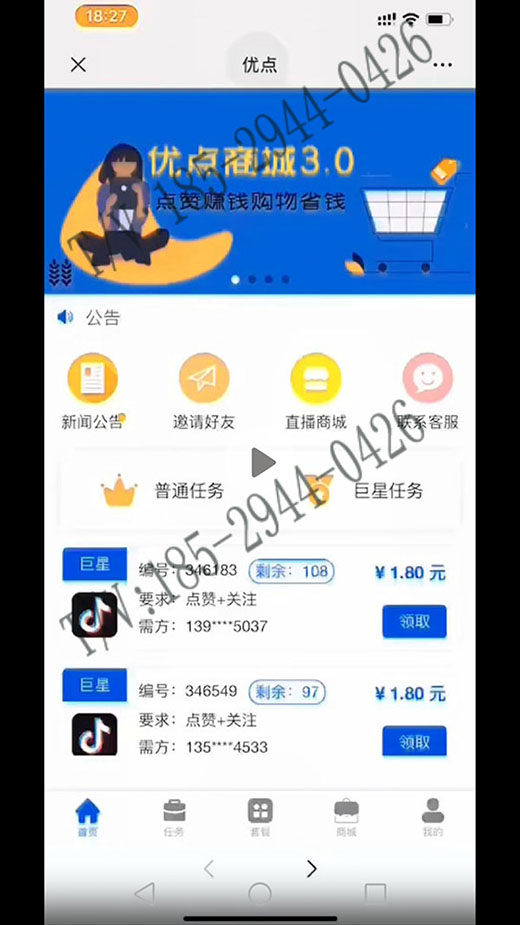 18:27
优点
优点商城3.0
点赞赚钱购物省钱
T/V:185-2944-0426
公告
新闻公告
邀请好友
直播商城
联系客服
普通任务
巨星任务
T/V:185-2944-0426
巨星
编号: 346183
剩余: 108
¥ 1.80 元
要求: 点赞+关注
需方: 139****5037
领取
巨星
编号: 346549
剩余: 97
¥ 1.80 元
要求: 点赞+关注
需方: 135****4533
领取
首页
任务
套餐
商城
我的